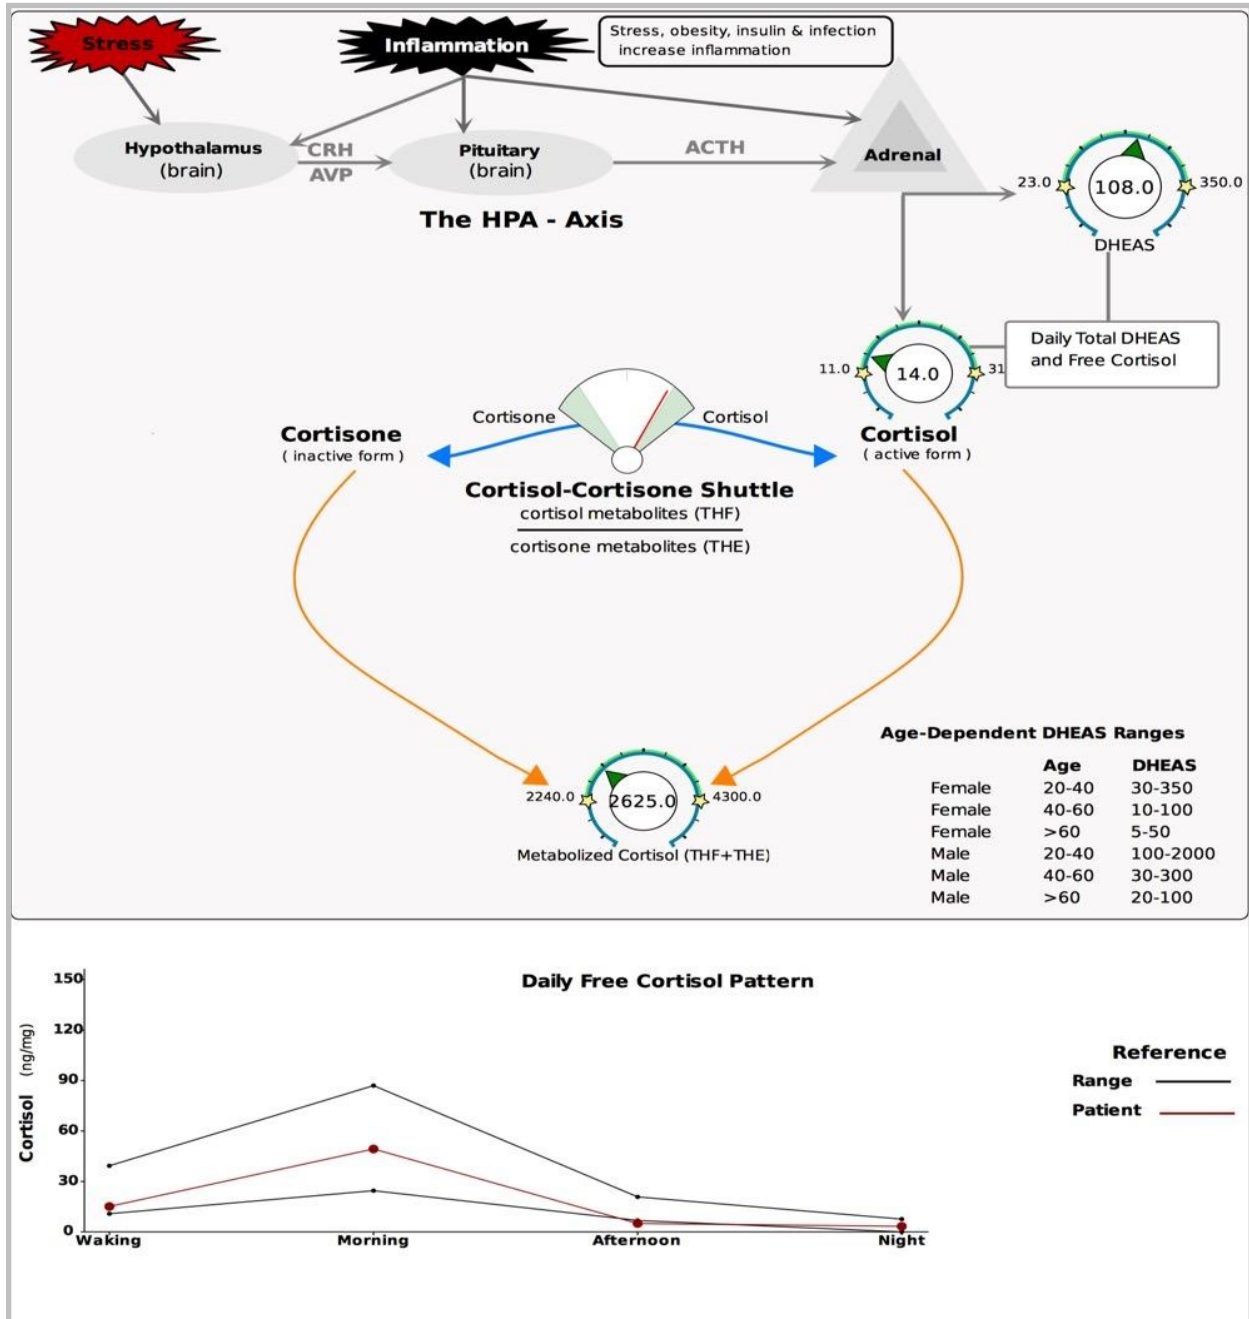 Stress
Inflammation
Stress, obesity, insulin & infection
increase inflammation
Hypothalamus
(brain)
CRH
AVP
Pituitary
(brain)
ACTH
Adrenal
The HPA - Axis
23.0
108.0
350.0
DHEAS
Daily Total DHEAS
and Free Cortisol
11.0
14.0
31
Cortisone
Cortisol
Cortisone
( inactive form )
Cortisol
( active form )
Cortisol-Cortisone Shuttle
cortisol metabolites (THF)
cortisone metabolites (THE)
2240.0
2625.0
4300.0
Metabolized Cortisol (THF+THE)
Age-Dependent DHEAS Ranges
Age DHEAS
Female 20-40 30-350
Female 40-60 10-100
Female >60 5-50
Male 20-40 100-2000
Male 40-60 30-300
Male >60 20-100
Daily Free Cortisol Pattern
Cortisol (ng/mg)
150
120
90
60
30
0
Waking Morning Afternoon Night
Reference
Range
Patient